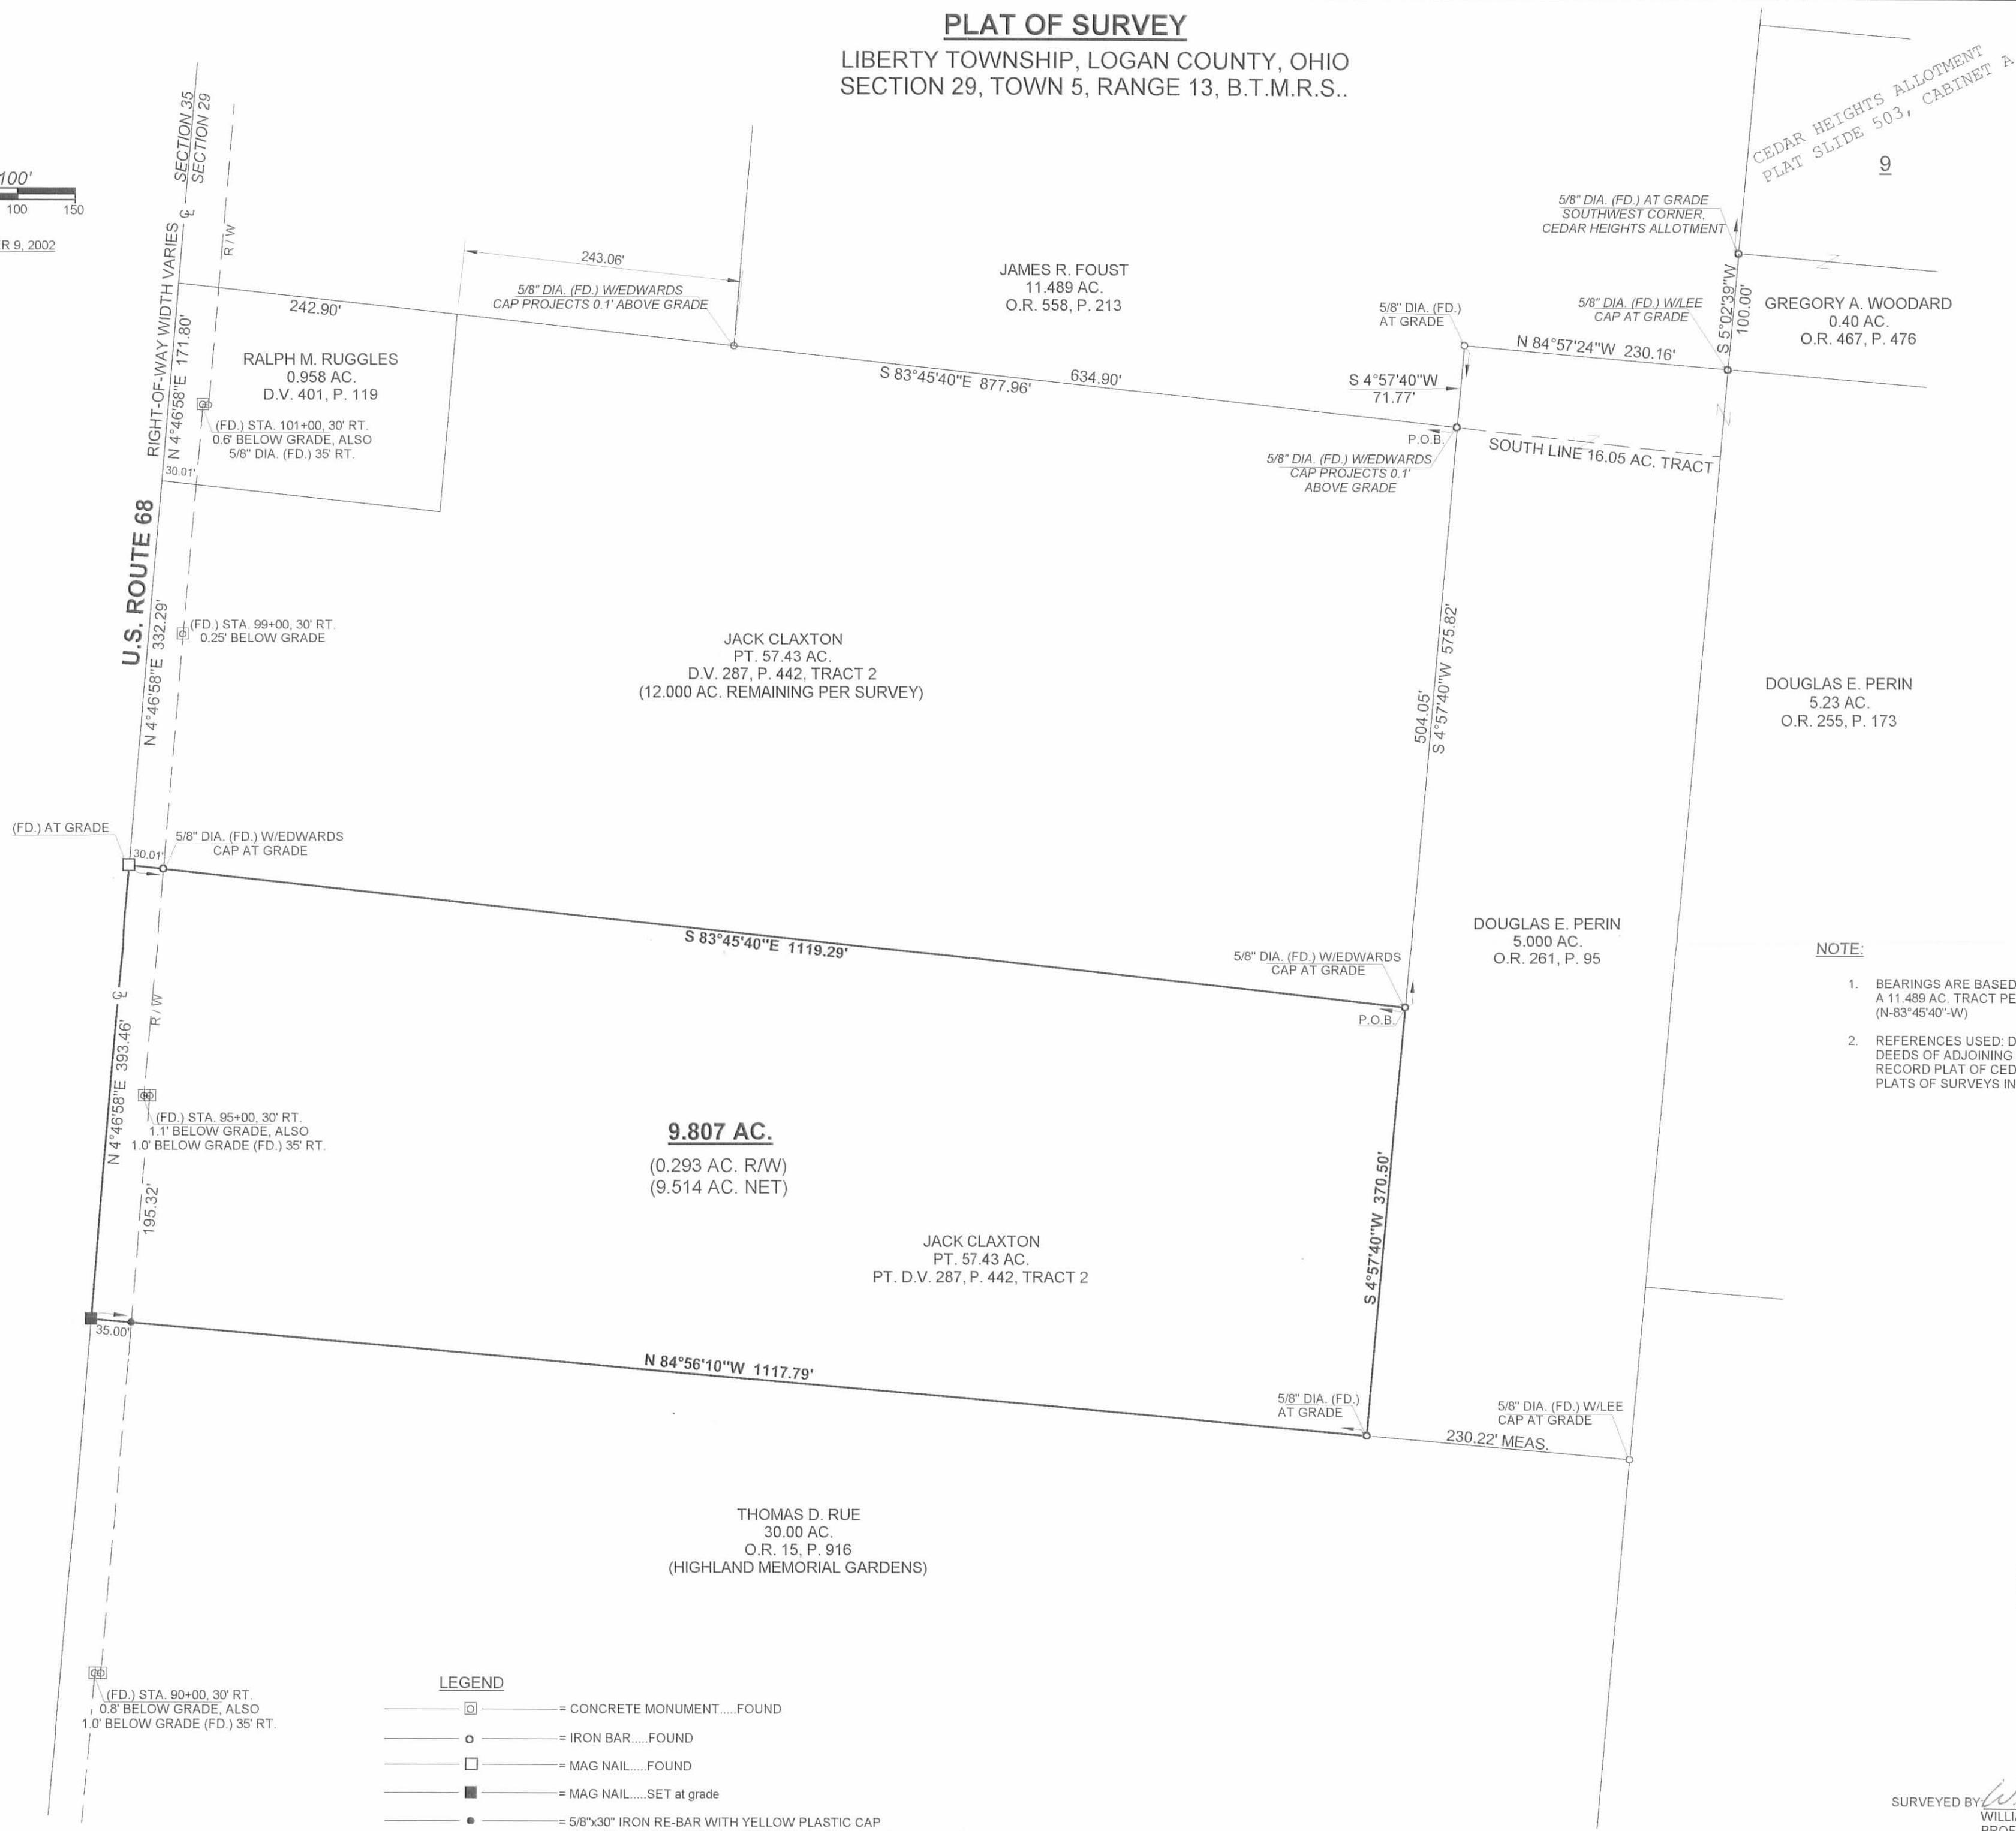 PLAT OF SURVEY
LIBERTY TOWNSHIP, LOGAN COUNTY, OHIO
SECTION 29, TOWN 5, RANGE 13, B.T.M.R.S..
100'
100 150
R 9, 2002
SECTION 35
SECTION 29
RIGHT-OF-WAY WIDTH VARIES
℄
R/W
N 4°46'58"E 171.80'
242.90'
243.06'
5/8" DIA. (FD.) W/EDWARDS
CAP PROJECTS 0.1' ABOVE GRADE
RALPH M. RUGGLES
0.958 AC.
D.V. 401, P. 119
(FD.) STA. 101+00, 30' RT.
0.6' BELOW GRADE, ALSO
5/8" DIA. (FD.) 35' RT.
30.01'
JAMES R. FOUST
11.489 AC.
O.R. 558, P. 213
S 83°45'40"E 877.96'
634.90'
CEDAR HEIGHTS ALLOTMENT
PLAT SLIDE 503, CABINET A
9
5/8" DIA. (FD.) AT GRADE
SOUTHWEST CORNER,
CEDAR HEIGHTS ALLOTMENT
5/8" DIA. (FD.)
AT GRADE
5/8" DIA. (FD.) W/LEE
CAP AT GRADE
S 5°02'39"W
100.00'
GREGORY A. WOODARD
0.40 AC.
O.R. 467, P. 476
N 84°57'24"W 230.16'
S 4°57'40"W
71.77'
P.O.B.
5/8" DIA. (FD.) W/EDWARDS
CAP PROJECTS 0.1'
ABOVE GRADE
SOUTH LINE 16.05 AC. TRACT
U.S. ROUTE 68
N 4°46'58"E 332.29'
(FD.) STA. 99+00, 30' RT.
0.25' BELOW GRADE
JACK CLAXTON
PT. 57.43 AC.
D.V. 287, P. 442, TRACT 2
(12.000 AC. REMAINING PER SURVEY)
504.05'
S 4°57'40"W 575.82'
DOUGLAS E. PERIN
5.23 AC.
O.R. 255, P. 173
(FD.) AT GRADE
30.01'
5/8" DIA. (FD.) W/EDWARDS
CAP AT GRADE
S 83°45'40"E 1119.29'
5/8" DIA. (FD.) W/EDWARDS
CAP AT GRADE
P.O.B.
DOUGLAS E. PERIN
5.000 AC.
O.R. 261, P. 95
NOTE:
1. BEARINGS ARE BASED
A 11.489 AC. TRACT PE
(N-83°45'40"-W)
2. REFERENCES USED: D
DEEDS OF ADJOINING
RECORD PLAT OF CED
PLATS OF SURVEYS IN
℄
R/W
N 4°46'58"E 393.46'
(FD.) STA. 95+00, 30' RT.
1.1' BELOW GRADE, ALSO
1.0' BELOW GRADE (FD.) 35' RT.
195.32'
9.807 AC.
(0.293 AC. R/W)
(9.514 AC. NET)
JACK CLAXTON
PT. 57.43 AC.
PT. D.V. 287, P. 442, TRACT 2
S 4°57'40"W 370.50'
35.00'
N 84°56'10"W 1117.79'
5/8" DIA. (FD.)
AT GRADE
5/8" DIA. (FD.) W/LEE
CAP AT GRADE
230.22' MEAS.
THOMAS D. RUE
30.00 AC.
O.R. 15, P. 916
(HIGHLAND MEMORIAL GARDENS)
(FD.) STA. 90+00, 30' RT.
0.8' BELOW GRADE, ALSO
1.0' BELOW GRADE (FD.) 35' RT.
LEGEND
= CONCRETE MONUMENT.....FOUND
= IRON BAR.....FOUND
= MAG NAIL.....FOUND
= MAG NAIL.....SET at grade
= 5/8"x30" IRON RE-BAR WITH YELLOW PLASTIC CAP
SURVEYED BY:
WILLI